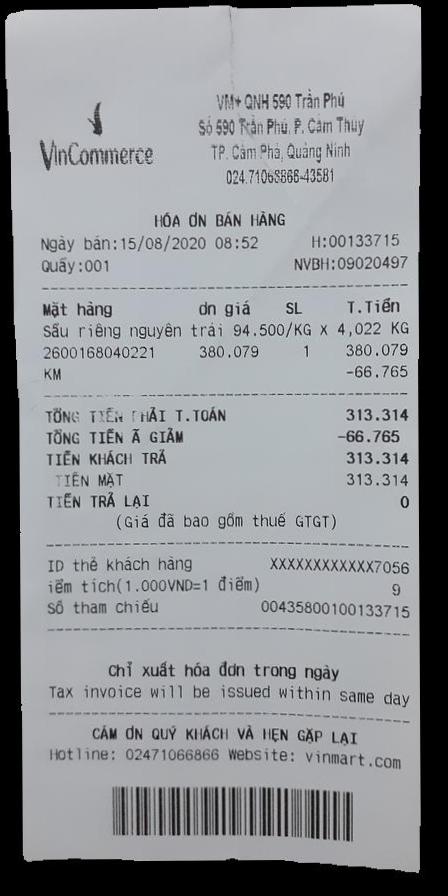 VinCommerce
VM+ QNH 590 Trần Phú
Số 590 Trần Phú, P. Cẩm Thủy
TP. Cẩm Phả, Quảng Ninh
024.71066866-43581
HÓA ƠN BÁN HÀNG
Ngày bán:15/08/2020 08:52 H:00133715
Quầy:001 NVBH:09020497
Mặt hàng ơn giá SL T.Tiền
Sầu riêng nguyên trái 94.500/KG X 4,022 KG
2600168040221 380.079 1 380.079
KM -66.765
TỔNG TIỀN PHẢI T.TOÁN 313.314
TỔNG TIỀN Ã GIẢM -66.765
TIỀN KHÁCH TRẢ 313.314
TIỀN MẶT 313.314
TIỀN TRẢ LẠI 0
(Giá đã bao gồm thuế GTGT)
ID thẻ khách hàng XXXXXXXXXXXX7056
iểm tích(1.000VND=1 điểm) 9
Số tham chiếu 00435800100133715
Chỉ xuất hóa đơn trong ngày
Tax invoice will be issued within same day
CẢM ƠN QUÝ KHÁCH VÀ HẸN GẶP LẠI
Hotline: 02471066866 Website: vinmart.com